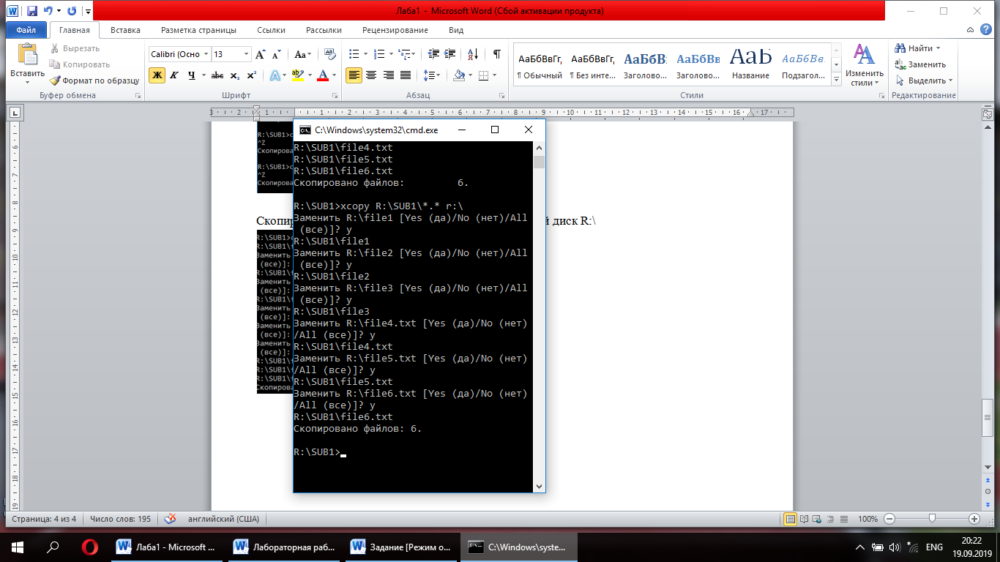 Лаба1 - Microsoft Word (Сбой активации продукта)
Файл Главная Вставка Разметка страницы Ссылки Рассылки Рецензирование Вид
Вставить
Вырезать
Копировать
Формат по образцу
Буфер обмена
Calibri (Осно 13
Ж К Ч abc x₂ x²
Шрифт
Абзац
АаБбВвГг, АаБбВвГг, АаБбВ АаБбВв АаБ АаБбВв.
¶ Обычный ¶ Без инте... Заголово... Заголово... Название Подзагол...
Изменить стили
Стили
Найти
Заменить
Выделить
Редактирование
3 2 1 1 2 3 4 5 6 7 8 9 10 11 12 13 14 15 16 17
R:\SUB1>c
^Z
Скопирова
R:\SUB1>c
^Z
Скопирова
C:\Windows\system32\cmd.exe
R:\SUB1\file4.txt
R:\SUB1\file5.txt
R:\SUB1\file6.txt
Скопировано файлов: 6.
R:\SUB1>xcopy R:\SUB1\*.* r:\
Заменить R:\file1 [Yes (да)/No (нет)/All
(все)]? y
R:\SUB1\file1
Заменить R:\file2 [Yes (да)/No (нет)/All
(все)]? y
R:\SUB1\file2
Заменить R:\file3 [Yes (да)/No (нет)/All
(все)]? y
R:\SUB1\file3
Заменить R:\file4.txt [Yes (да)/No (нет)
/All (все)]? y
R:\SUB1\file4.txt
Заменить R:\file5.txt [Yes (да)/No (нет)
/All (все)]? y
R:\SUB1\file5.txt
Заменить R:\file6.txt [Yes (да)/No (нет)
/All (все)]? y
R:\SUB1\file6.txt
Скопировано файлов: 6.
R:\SUB1>
Скопир й диск R:\
R:\SUB1>c
R:\SUB1\f
Заменить
(все)]:
R:\SUB1\f
Заменить
(все)]:
R:\SUB1\f
Заменить
(все)]:
Заменить
(все)]:
Заменить
(все)]:
R:\SUB1\f
R:\SUB1\f
R:\SUB1\f
Скопирова
Страница: 4 из 4 Число слов: 195 английский (США) 100%
Лаба1 - Microsoft ... Лабораторная раб... Задание [Режим о... C:\Windows\syste... ENG 20:22
19.09.2019